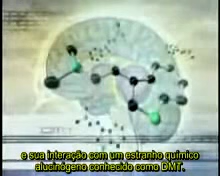 e sua interação com um estranho químico
alucinógeno conhecido como DMT.